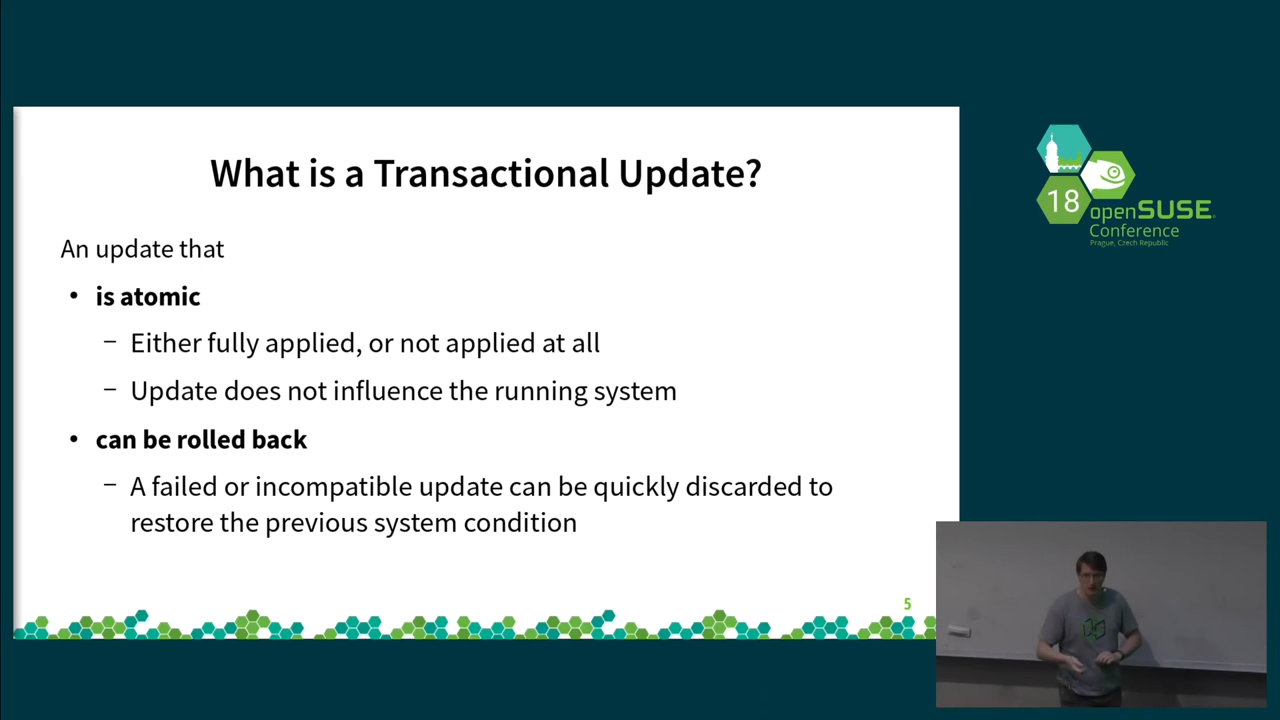 What is a Transactional Update?
An update that
• is atomic
– Either fully applied, or not applied at all
– Update does not influence the running system
• can be rolled back
– A failed or incompatible update can be quickly discarded to
restore the previous system condition
5
18
openSUSE
Conference
Prague, Czech Republic